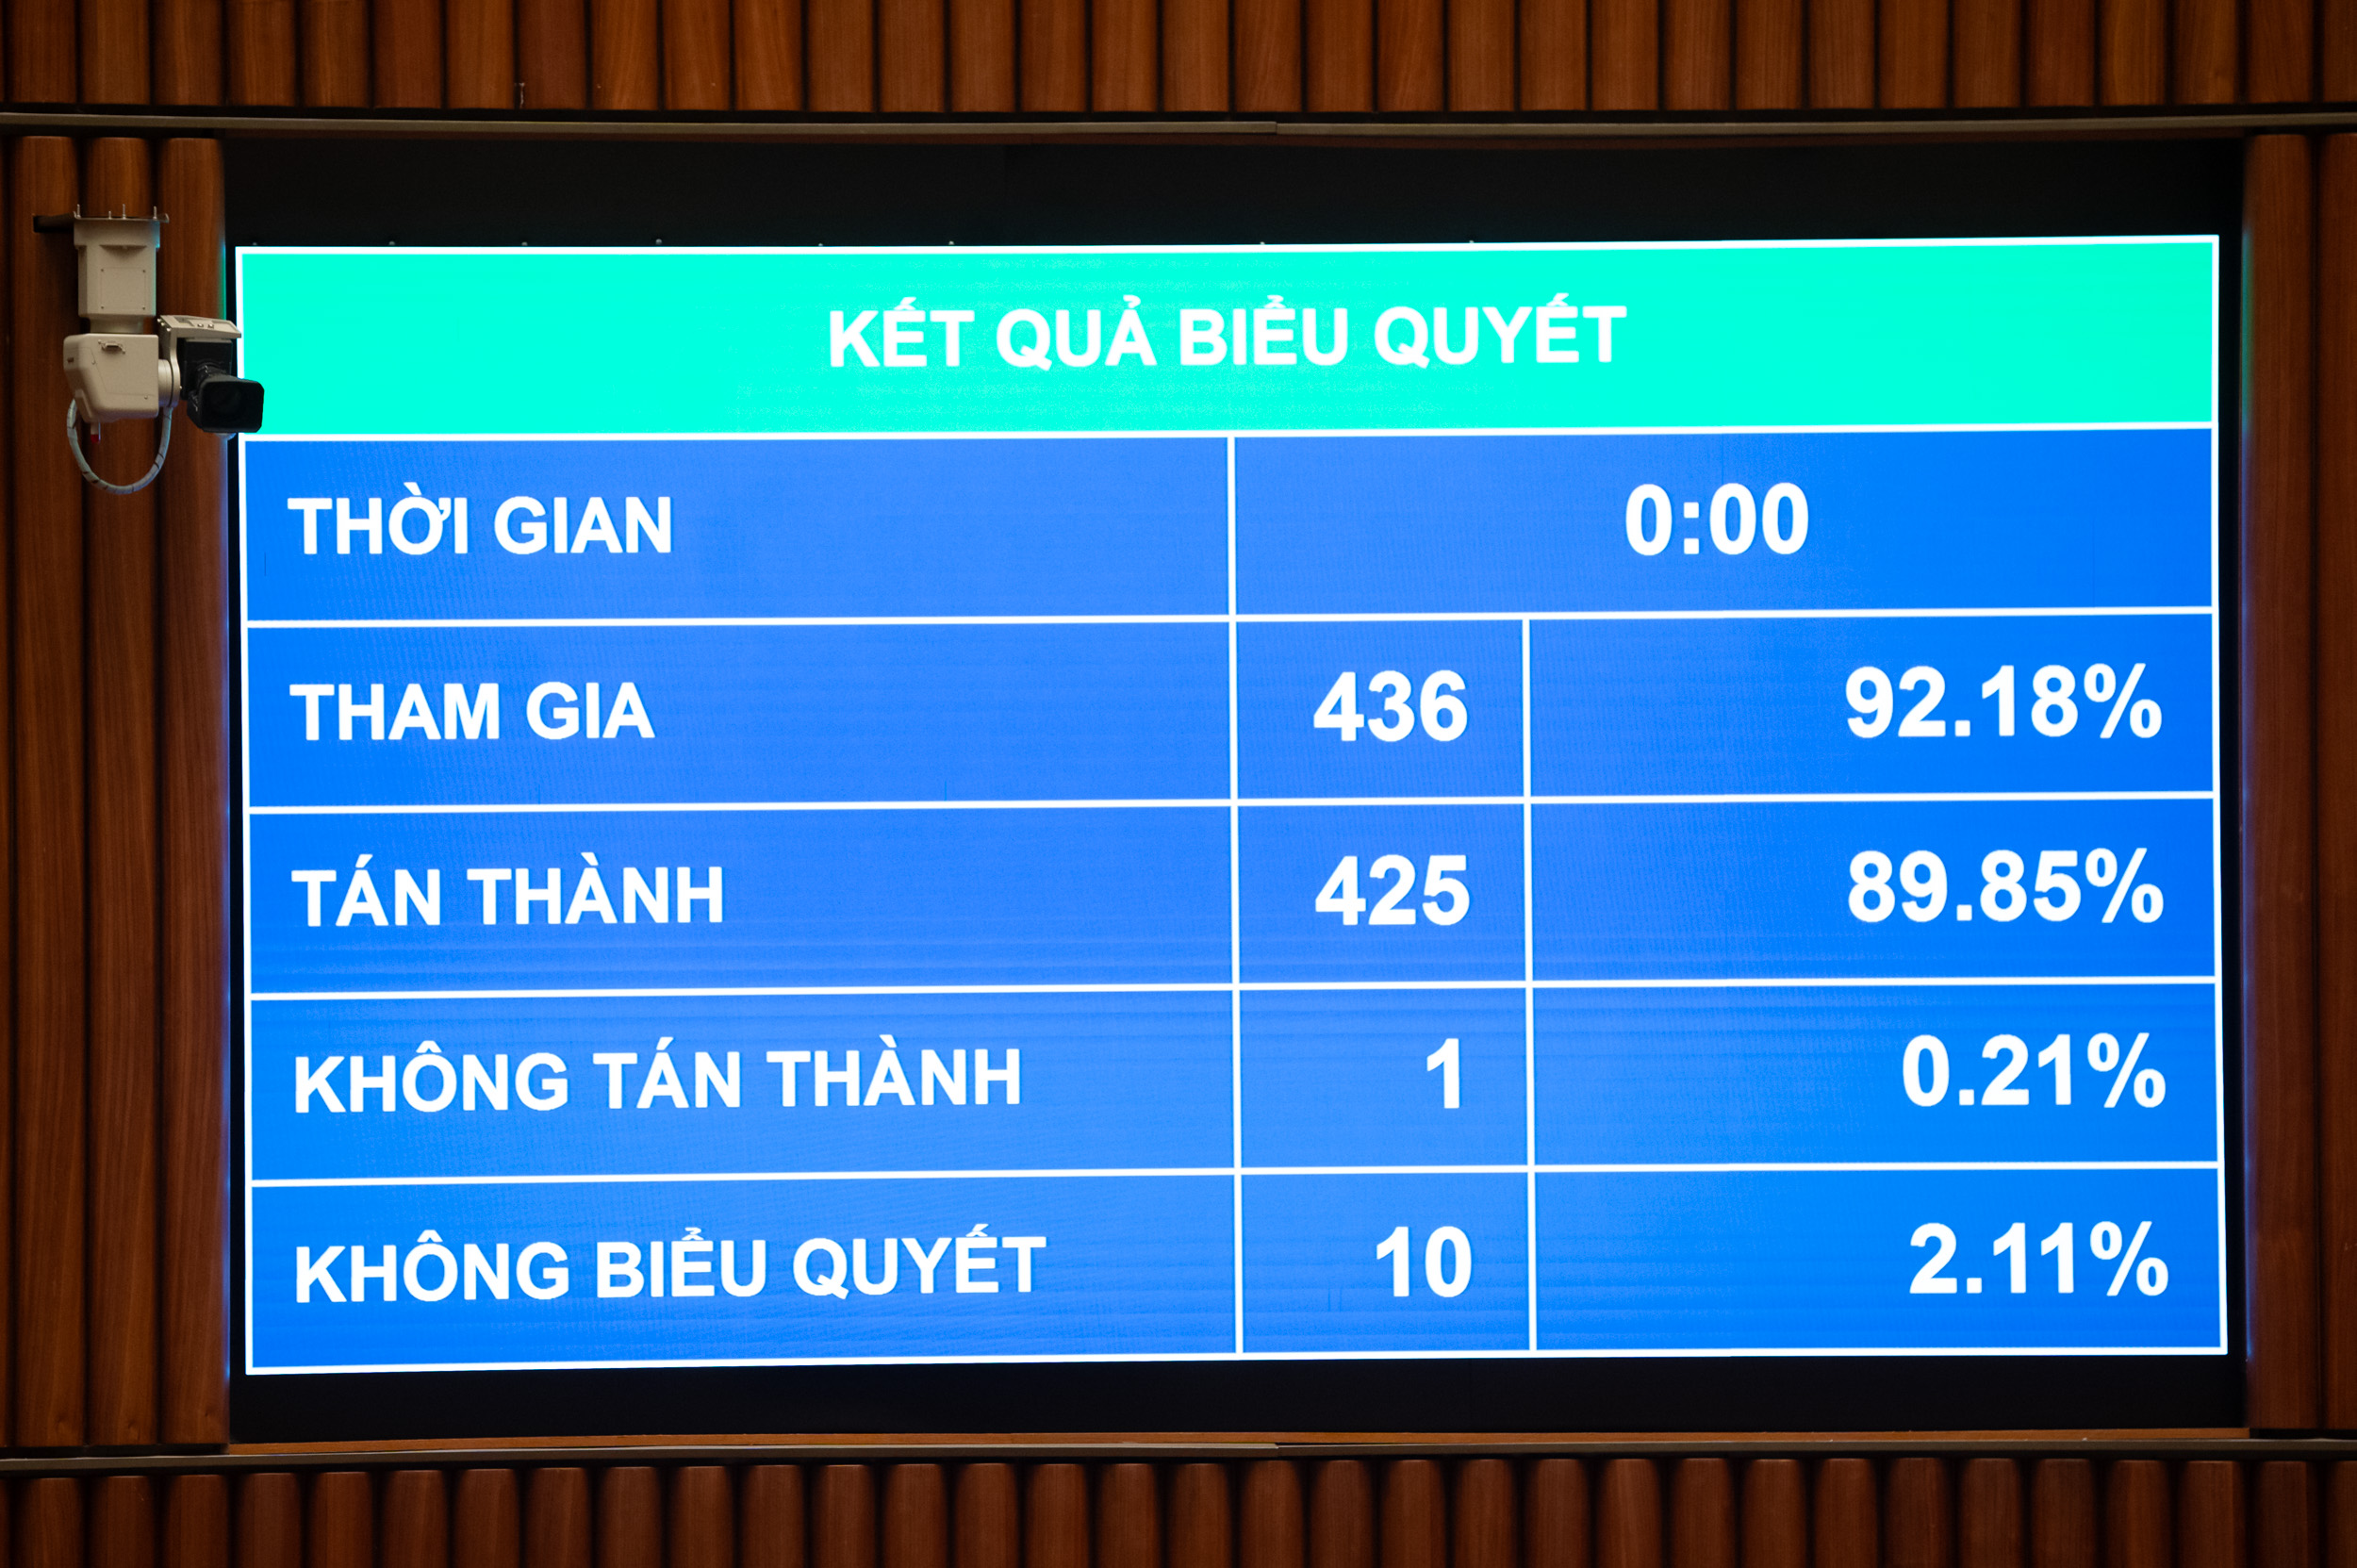 KẾT QUẢ BIỂU QUYẾT
THỜI GIAN 0:00
THAM GIA 436 92.18%
TÁN THÀNH 425 89.85%
KHÔNG TÁN THÀNH 1 0.21%
KHÔNG BIỂU QUYẾT 10 2.11%